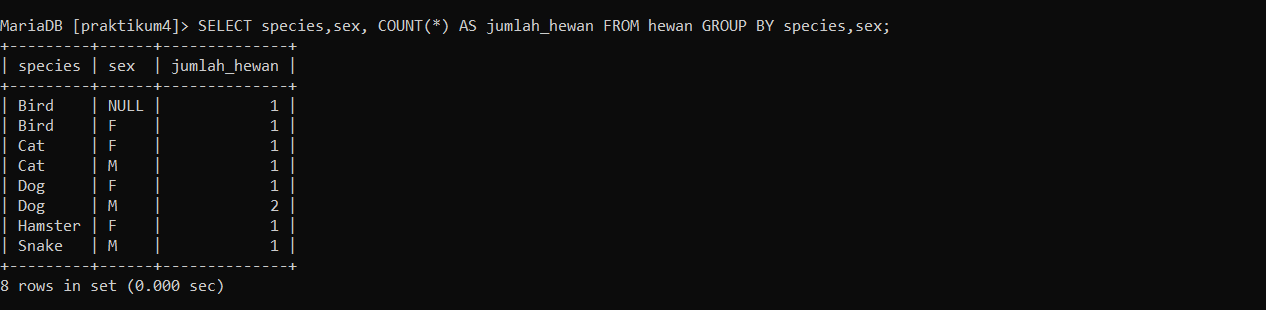 MariaDB [praktikum4]> SELECT species,sex, COUNT(*) AS jumlah_hewan FROM hewan GROUP BY species,sex;
+---------+------+--------------+
| species | sex  | jumlah_hewan |
+---------+------+--------------+
| Bird    | NULL |            1 |
| Bird    | F    |            1 |
| Cat     | F    |            1 |
| Cat     | M    |            1 |
| Dog     | F    |            1 |
| Dog     | M    |            2 |
| Hamster | F    |            1 |
| Snake   | M    |            1 |
+---------+------+--------------+
8 rows in set (0.000 sec)